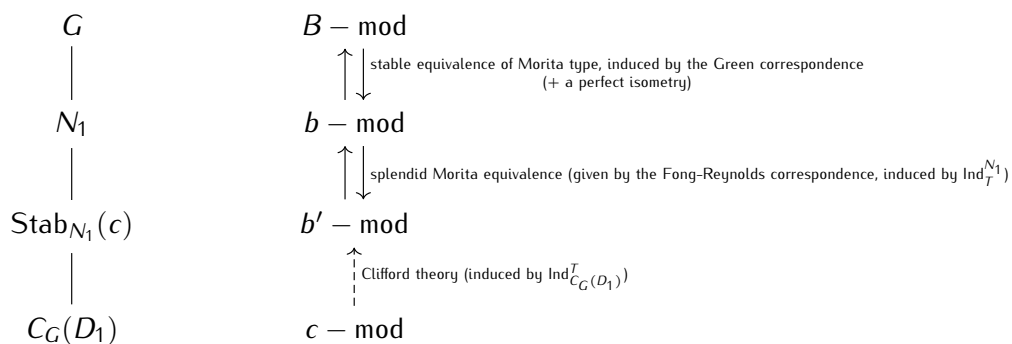 G B − mod
stable equivalence of Morita type, induced by the Green correspondence
(+ a perfect isometry)
N₁ b − mod
splendid Morita equivalence (given by the Fong-Reynolds correspondence, induced by Ind_T^{N₁})
Stab_{N₁}(c) b′ − mod
Clifford theory (induced by Ind_{C_G(D₁)}^T)
C_G(D₁) c − mod